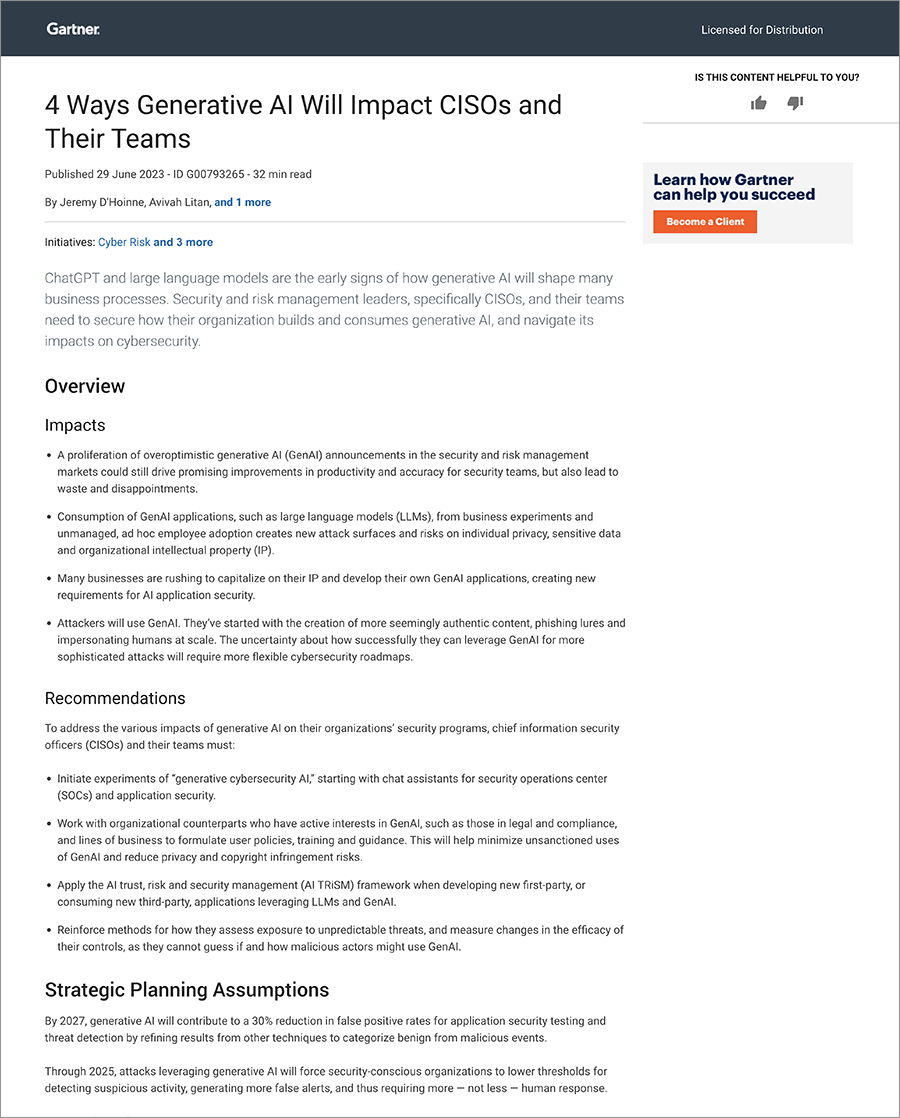 Gartner.
Licensed for Distribution
IS THIS CONTENT HELPFUL TO YOU?
4 Ways Generative AI Will Impact CISOs and
Their Teams
Published 29 June 2023 - ID G00793265 - 32 min read
By Jeremy D'Hoinne, Avivah Litan, and 1 more
Learn how Gartner
can help you succeed
Become a Client
Initiatives: Cyber Risk and 3 more
ChatGPT and large language models are the early signs of how generative AI will shape many
business processes. Security and risk management leaders, specifically CISOs, and their teams
need to secure how their organization builds and consumes generative AI, and navigate its
impacts on cybersecurity.
Overview
Impacts
• A proliferation of overoptimistic generative AI (GenAI) announcements in the security and risk management
markets could still drive promising improvements in productivity and accuracy for security teams, but also lead to
waste and disappointments.
• Consumption of GenAI applications, such as large language models (LLMs), from business experiments and
unmanaged, ad hoc employee adoption creates new attack surfaces and risks on individual privacy, sensitive data
and organizational intellectual property (IP).
• Many businesses are rushing to capitalize on their IP and develop their own GenAI applications, creating new
requirements for AI application security.
• Attackers will use GenAI. They’ve started with the creation of more seemingly authentic content, phishing lures and
impersonating humans at scale. The uncertainty about how successfully they can leverage GenAI for more
sophisticated attacks will require more flexible cybersecurity roadmaps.
Recommendations
To address the various impacts of generative AI on their organizations’ security programs, chief information security
officers (CISOs) and their teams must:
• Initiate experiments of “generative cybersecurity AI,” starting with chat assistants for security operations center
(SOCs) and application security.
• Work with organizational counterparts who have active interests in GenAI, such as those in legal and compliance,
and lines of business to formulate user policies, training and guidance. This will help minimize unsanctioned uses
of GenAI and reduce privacy and copyright infringement risks.
• Apply the AI trust, risk and security management (AI TRiSM) framework when developing new first-party, or
consuming new third-party, applications leveraging LLMs and GenAI.
• Reinforce methods for how they assess exposure to unpredictable threats, and measure changes in the efficacy of
their controls, as they cannot guess if and how malicious actors might use GenAI.
Strategic Planning Assumptions
By 2027, generative AI will contribute to a 30% reduction in false positive rates for application security testing and
threat detection by refining results from other techniques to categorize benign from malicious events.
Through 2025, attacks leveraging generative AI will force security-conscious organizations to lower thresholds for
detecting suspicious activity, generating more false alerts, and thus requiring more — not less — human response.